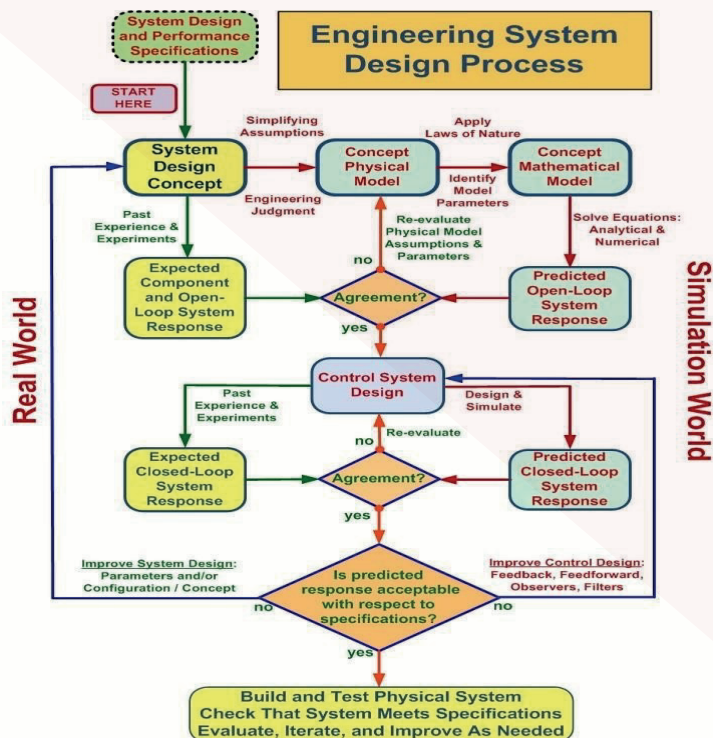 System Design
and Performance
Specifications
Engineering System
Design Process
START
HERE
Simplifying
Assumptions
Apply
Laws of Nature
System
Design
Concept
Concept
Physical
Model
Concept
Mathematical
Model
Engineering
Judgment
Identify
Model
Parameters
Past
Experience &
Experiments
Re-evaluate
Physical Model
Assumptions &
Parameters
Solve Equations:
Analytical &
Numerical
no
Expected
Component
and Open-
Loop System
Response
Agreement?
Predicted
Open-Loop
System
Response
yes
Real World
Simulation World
Control System
Design
Past
Experience &
Experiments
Design &
Simulate
Re-evaluate
no
Expected
Closed-Loop
System
Response
Agreement?
Predicted
Closed-Loop
System
Response
yes
Improve System Design:
Parameters and/or
Configuration / Concept
Improve Control Design:
Feedback, Feedforward,
Observers, Filters
Is predicted
response acceptable
with respect to
specifications?
no
no
yes
Build and Test Physical System
Check That System Meets Specifications
Evaluate, Iterate, and Improve As Needed